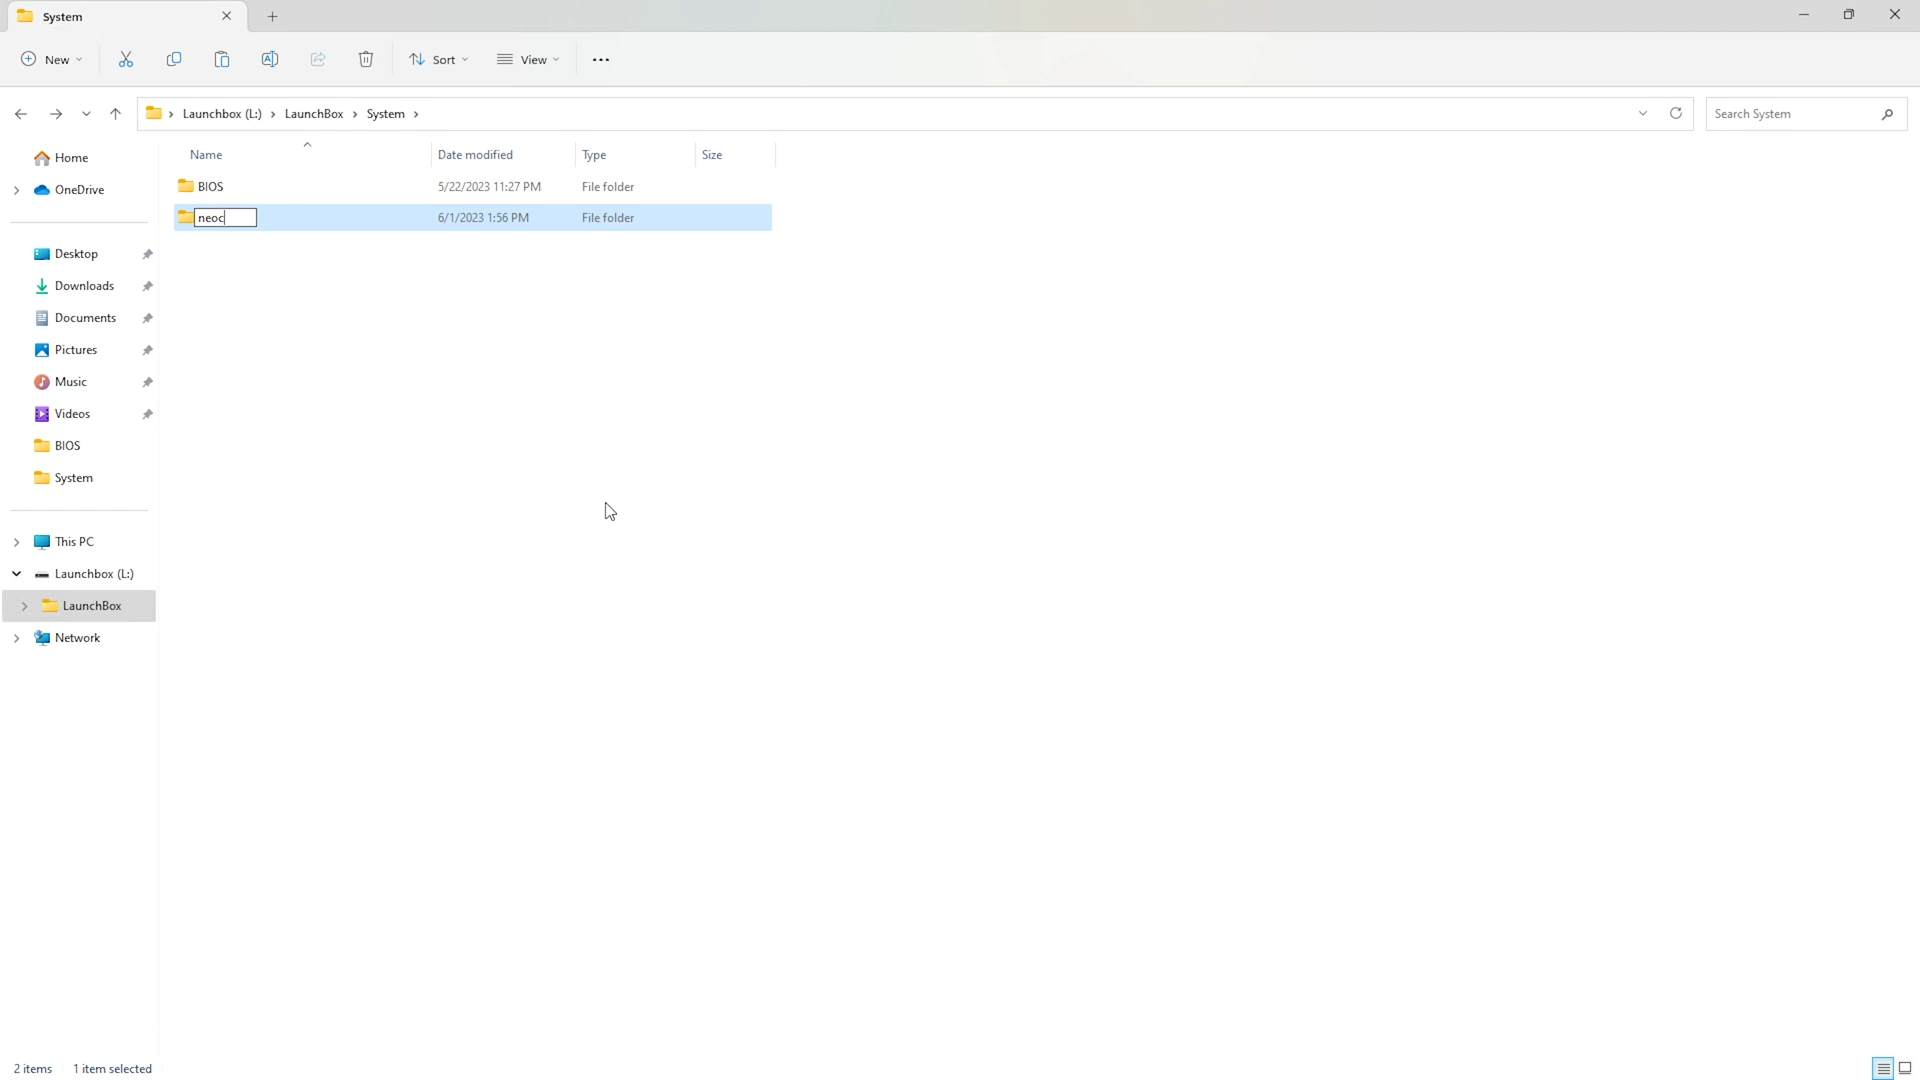 System
New
Sort
View
Launchbox (L:) > LaunchBox > System >
Search System
Name
Date modified
Type
Size
Home
OneDrive
BIOS
5/22/2023 11:27 PM
File folder
neoc
6/1/2023 1:56 PM
File folder
Desktop
Downloads
Documents
Pictures
Music
Videos
BIOS
System
This PC
Launchbox (L:)
LaunchBox
Network
2 items
1 item selected